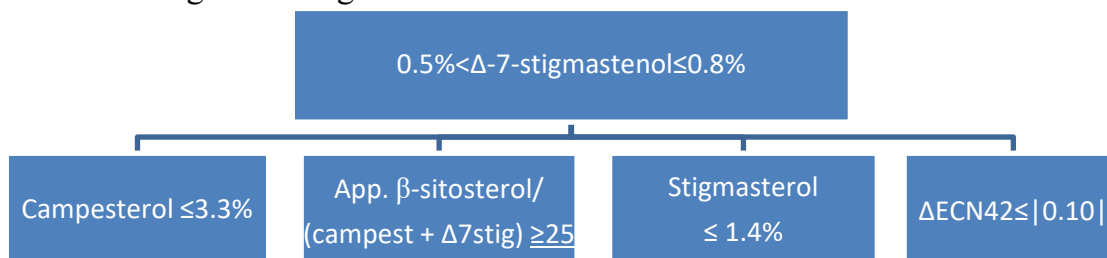 0.5%<Δ-7-stigmastenol≤0.8%
Campesterol ≤3.3%
App. β-sitosterol/
(campest + Δ7stig) ≥25
Stigmasterol
≤ 1.4%
ΔECN42≤|0.10|